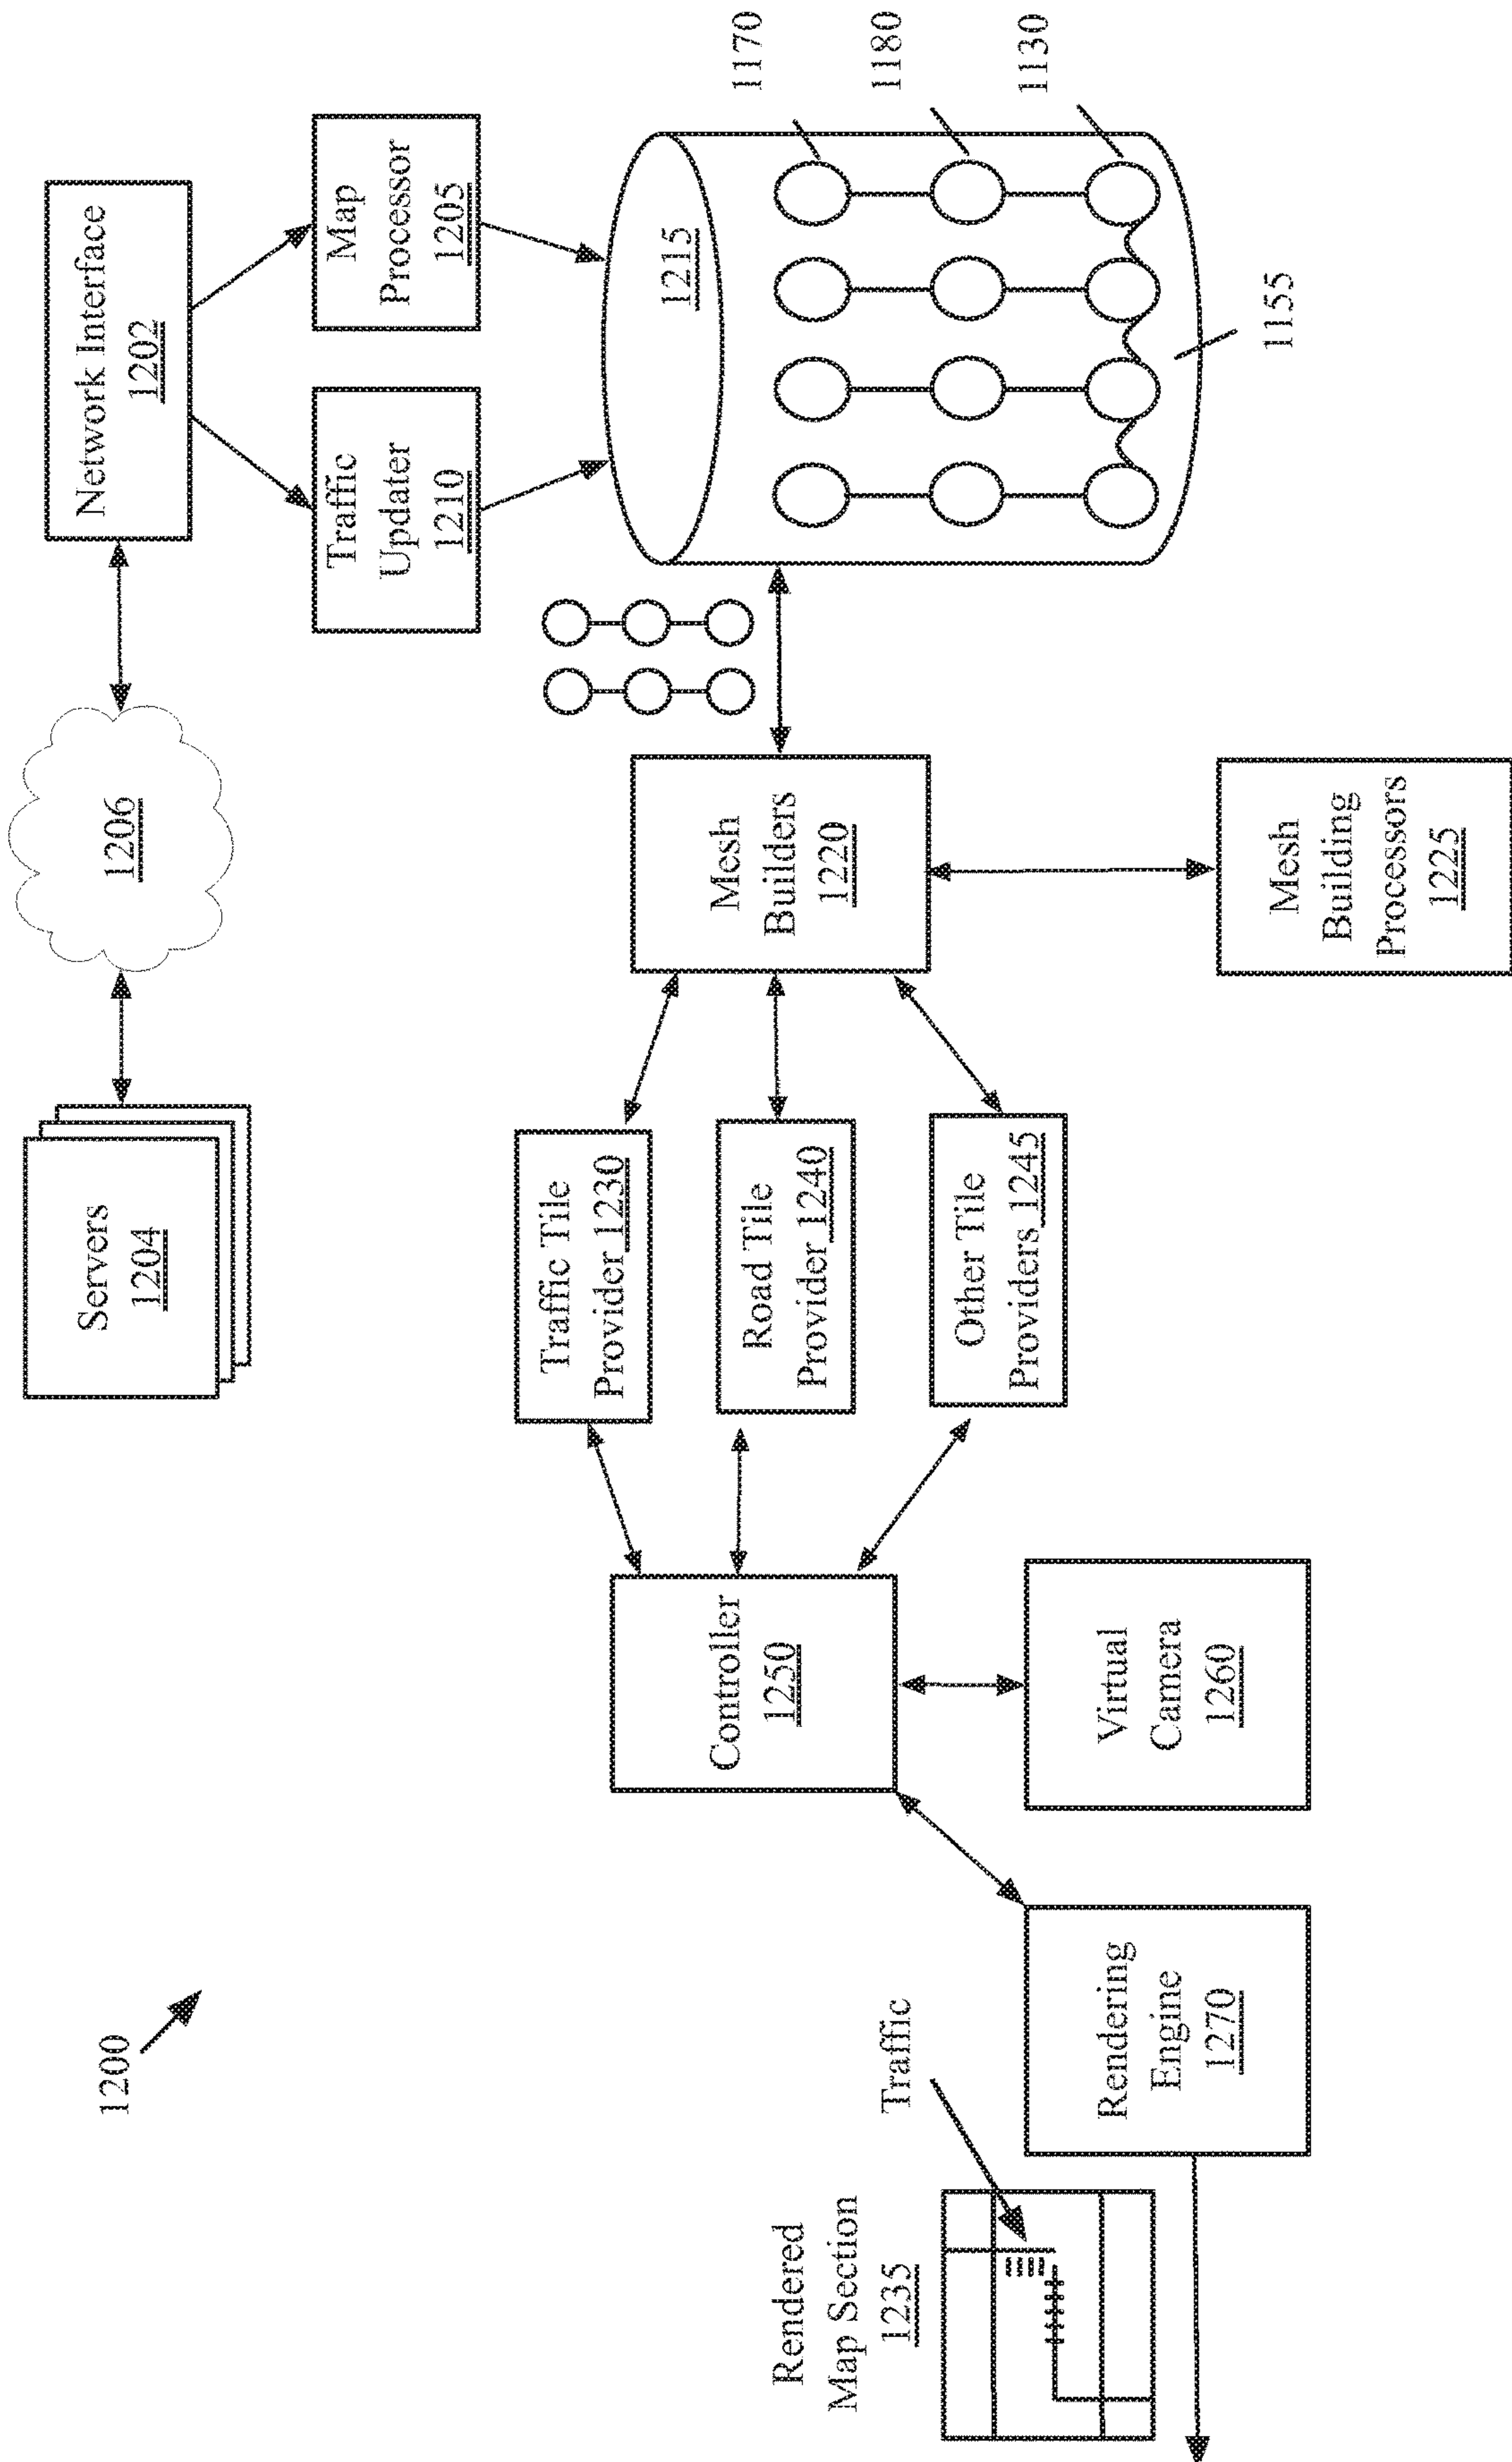 1200
Servers
1204
1206
Network Interface
1202
Traffic
Updater
1210
Map
Processor
1205
1215
1170
1180
1130
1155
Mesh
Builders
1220
Mesh
Building
Processors
1225
Traffic Tile
Provider 1230
Road Tile
Provider 1240
Other Tile
Providers 1245
Controller
1250
Virtual
Camera
1260
Rendering
Engine
1270
Traffic
Rendered
Map Section
1235